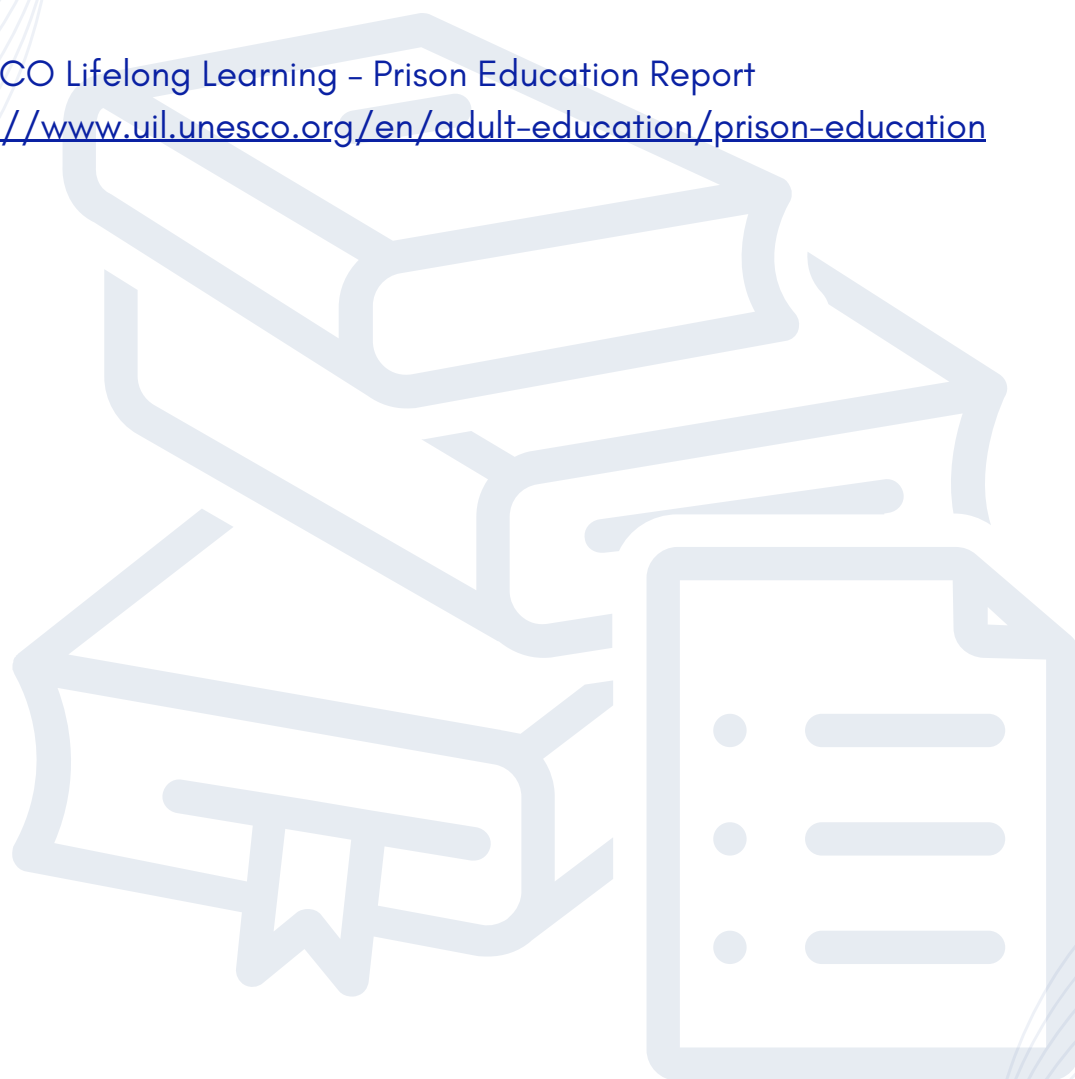 CO Lifelong Learning – Prison Education Report
//www.uil.unesco.org/en/adult-education/prison-education